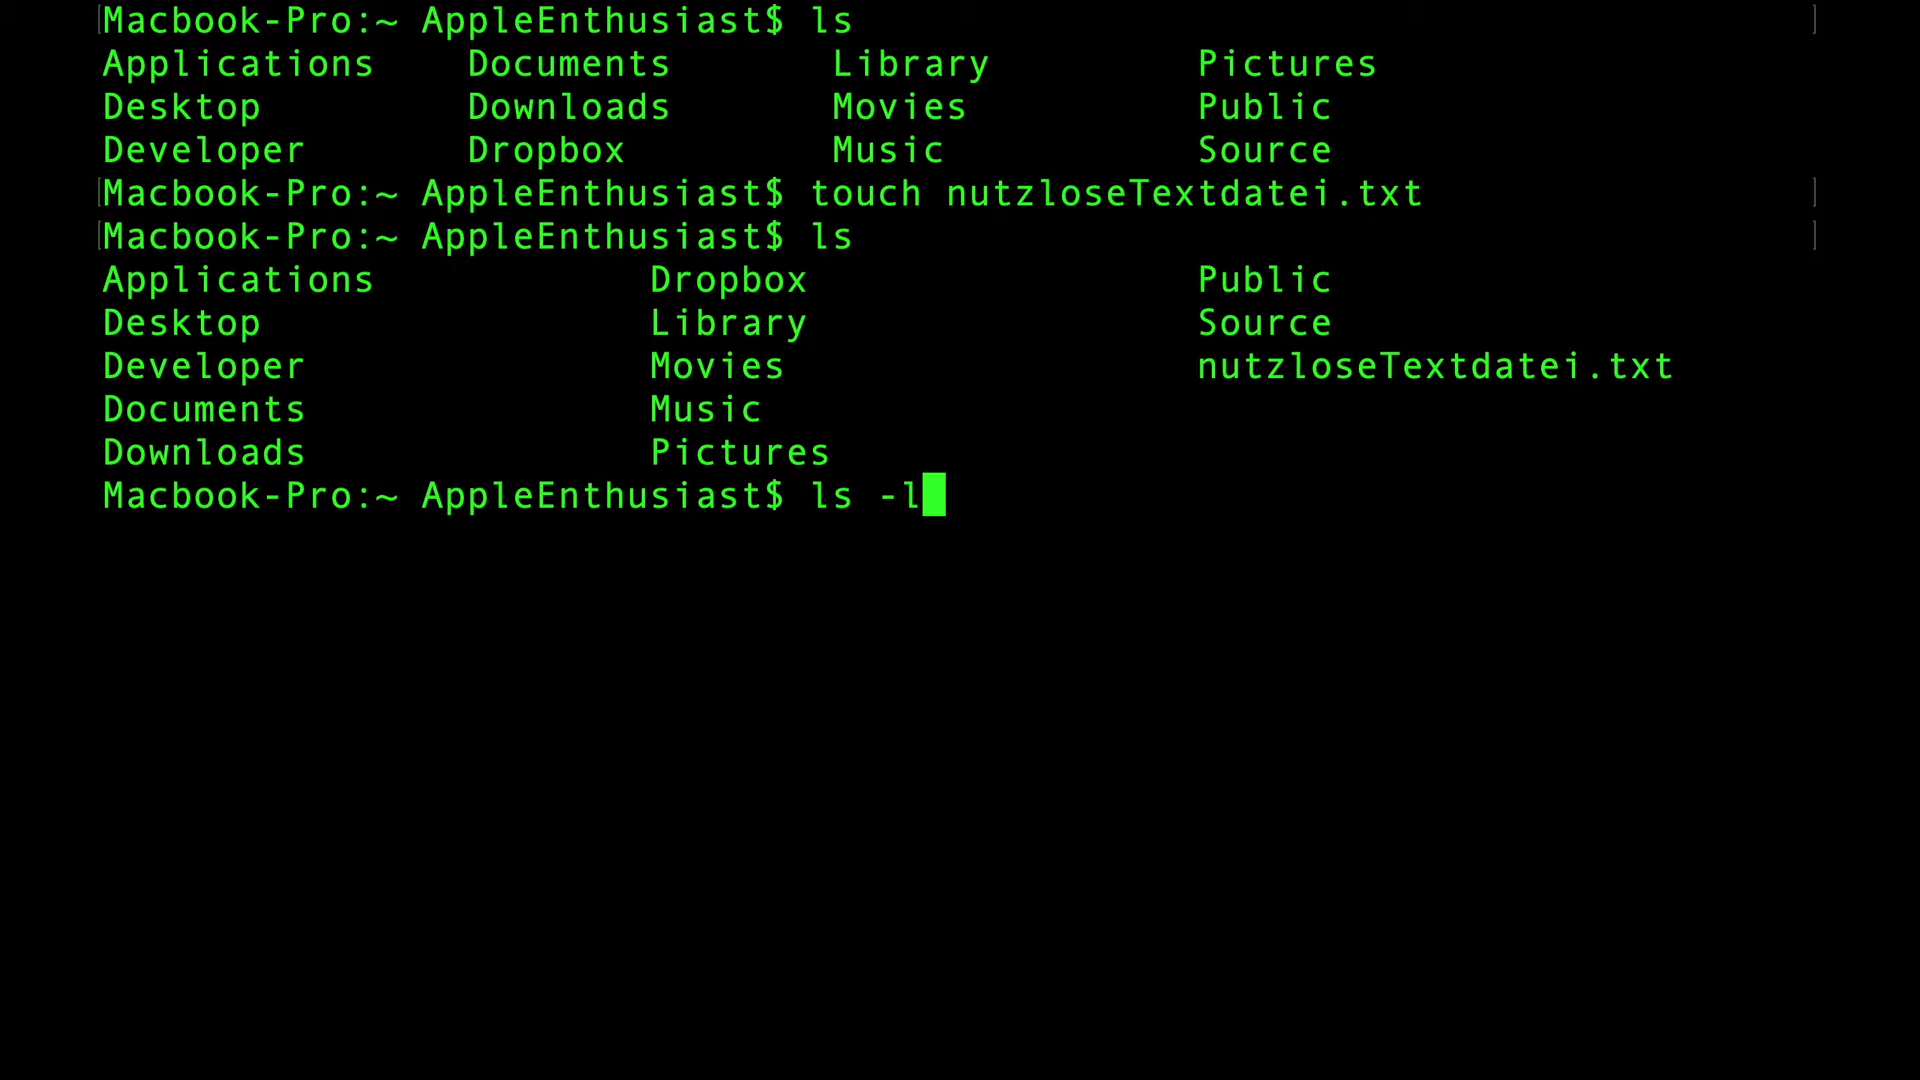 [Macbook-Pro:~ AppleEnthusiast$ ls ]
Applications Documents Library Pictures
Desktop Downloads Movies Public
Developer Dropbox Music Source
[Macbook-Pro:~ AppleEnthusiast$ touch nutzloseTextdatei.txt ]
[Macbook-Pro:~ AppleEnthusiast$ ls ]
Applications Dropbox Public
Desktop Library Source
Developer Movies nutzloseTextdatei.txt
Documents Music
Downloads Pictures
Macbook-Pro:~ AppleEnthusiast$ ls -l